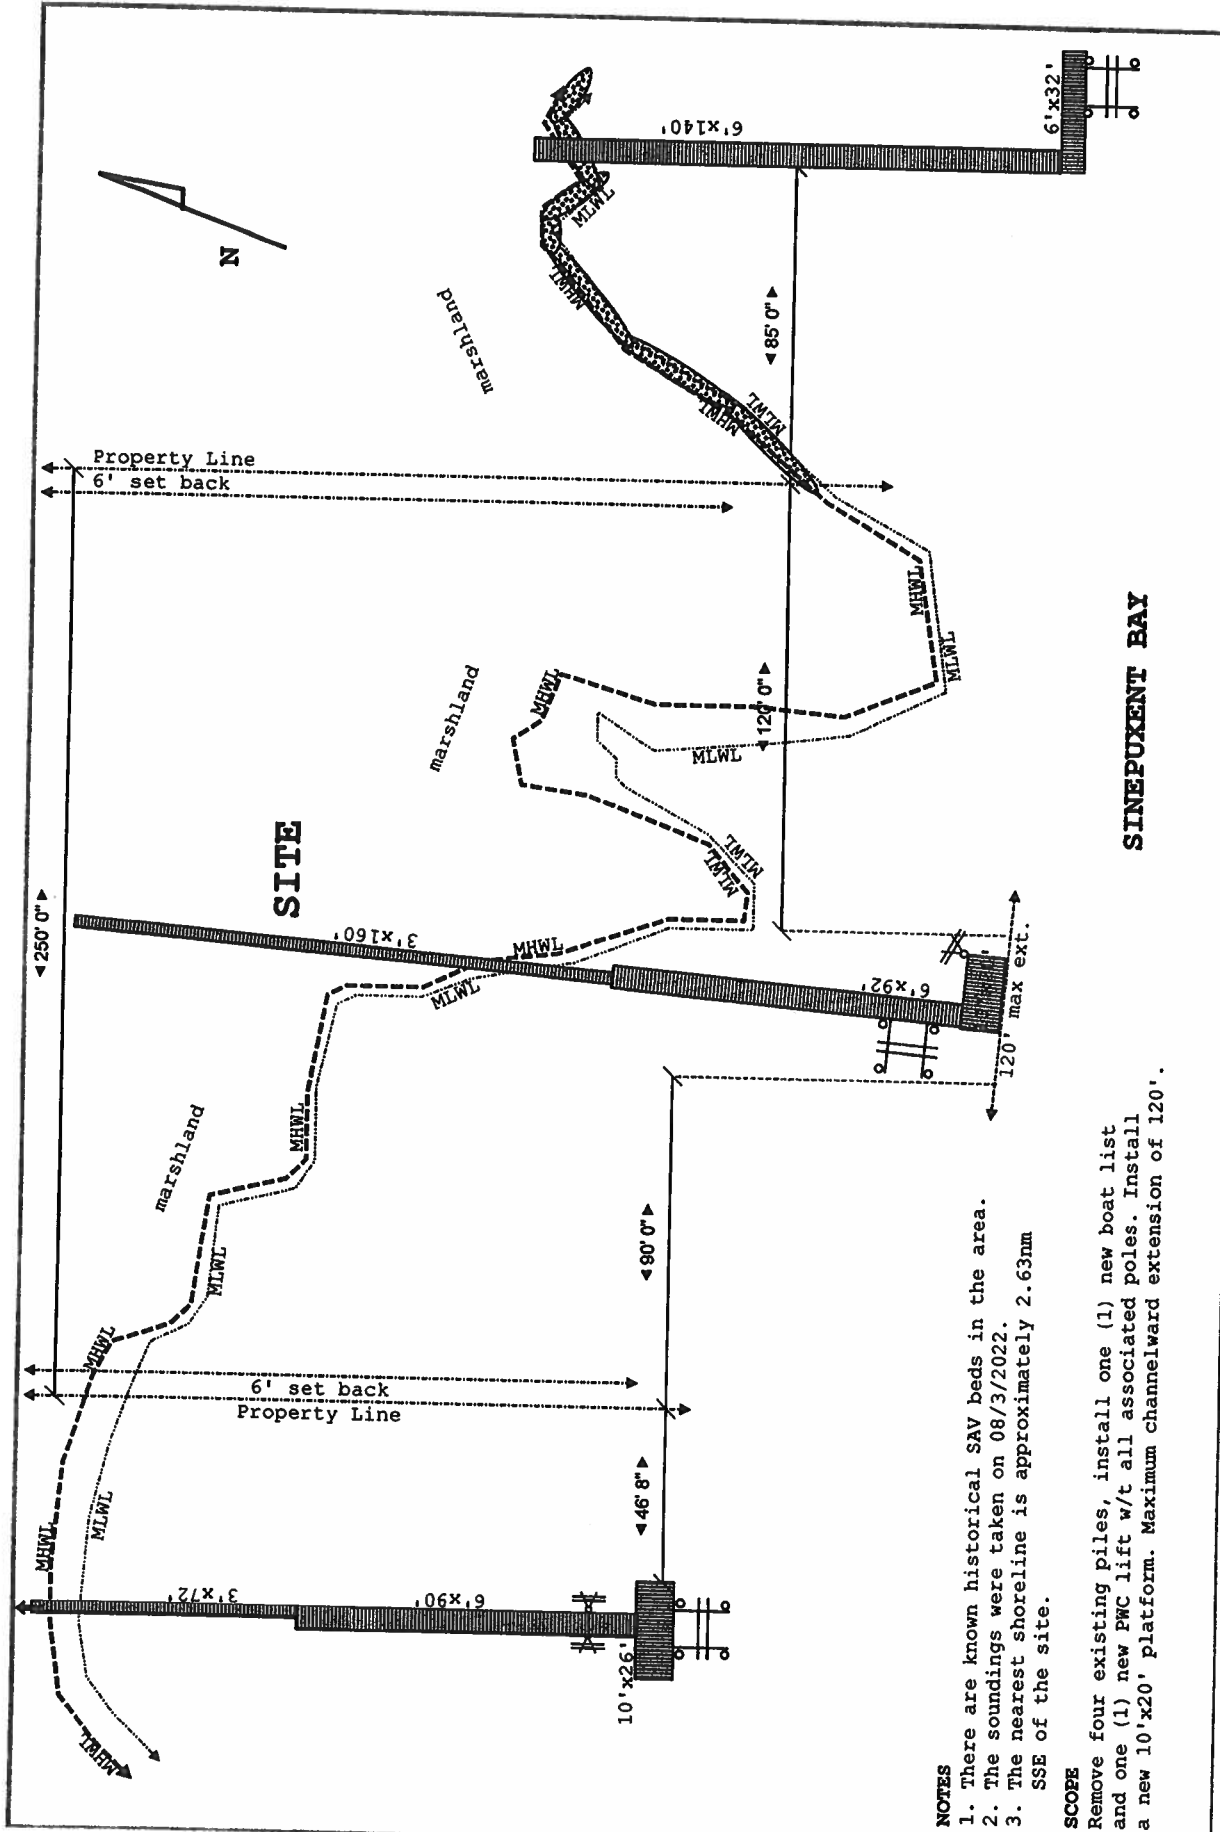 ◄250' 0"►
Property Line
6' set back
N
marshland
MLWL
MHWL
6'x140'
6'x32'
◄85' 0"►
MHWL
MLWL
marshland
MHWL
MLWL
◄120' 0"►
MHWL
MLWL
SITE
3'x160'
MHWL
MLWL
MLWL
MLWL
6'x92'
120' max ext.
SINEPUXENT BAY
marshland
MHWL
MLWL
MHWL
◄90' 0"►
6' set back
Property Line
◄46' 8"►
MHWL
MLWL
MHWL
3'x72'
6'x90'
10'x26'
NOTES
1. There are known historical SAV beds in the area.
2. The soundings were taken on 08/3/2022.
3. The nearest shoreline is approximately 2.63nm
SSE of the site.
SCOPE
Remove four existing piles, install one (1) new boat list
and one (1) new PWC lift w/t all associated poles. Install
a new 10'x20' platform. Maximum channelward extension of 120'.